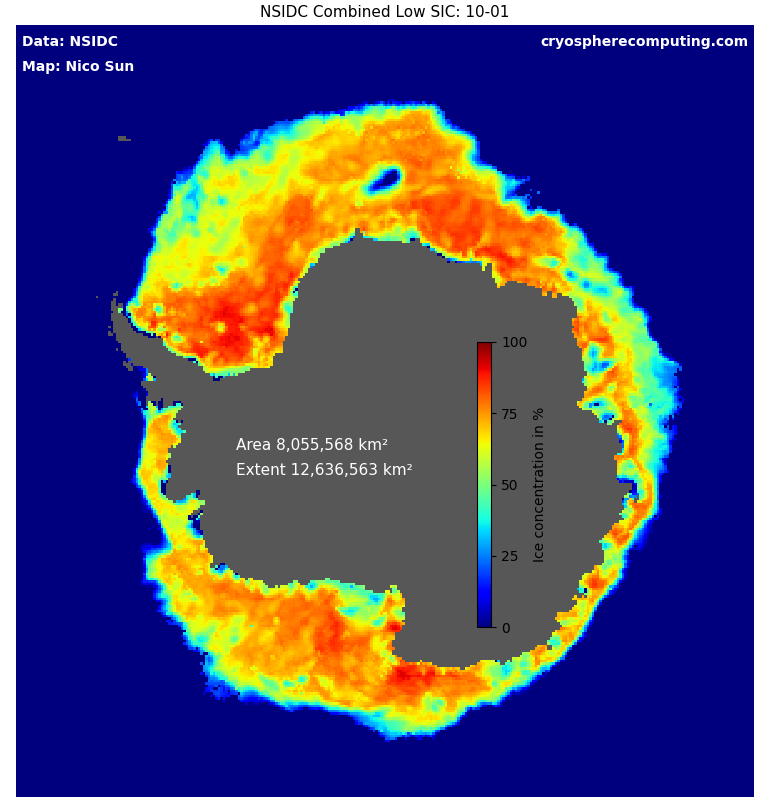 NSIDC Combined Low SIC: 10-01
Data: NSIDC
cryospherecomputing.com
Map: Nico Sun
100
75
50
25
0
Ice concentration in %
Area 8,055,568 km²
Extent 12,636,563 km²